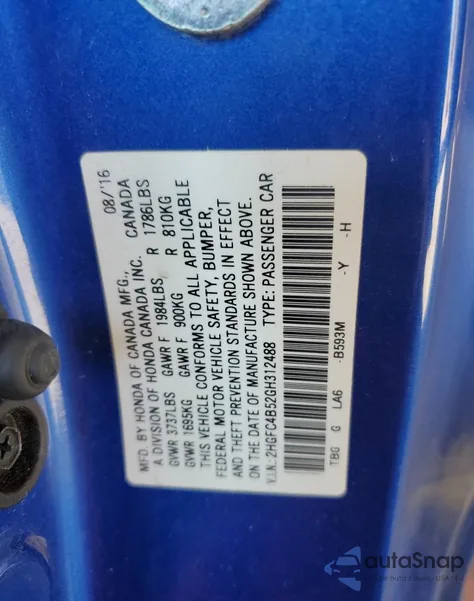 MFD. BY HONDA OF CANADA MFG., 08/'16
A DIVISION OF HONDA CANADA INC. CANADA
GVWR 3737LBS GAWR F 1984LBS R 1786LBS
GVWR 1695KG GAWR F 900KG R 810KG
THIS VEHICLE CONFORMS TO ALL APPLICABLE
FEDERAL MOTOR VEHICLE SAFETY, BUMPER,
AND THEFT PREVENTION STANDARDS IN EFFECT
ON THE DATE OF MANUFACTURE SHOWN ABOVE.
V.I.N.: 2HGFC4B52GH312488 TYPE: PASSENGER CAR
TBG G LA6 -B593M -Y -H
autoSnap